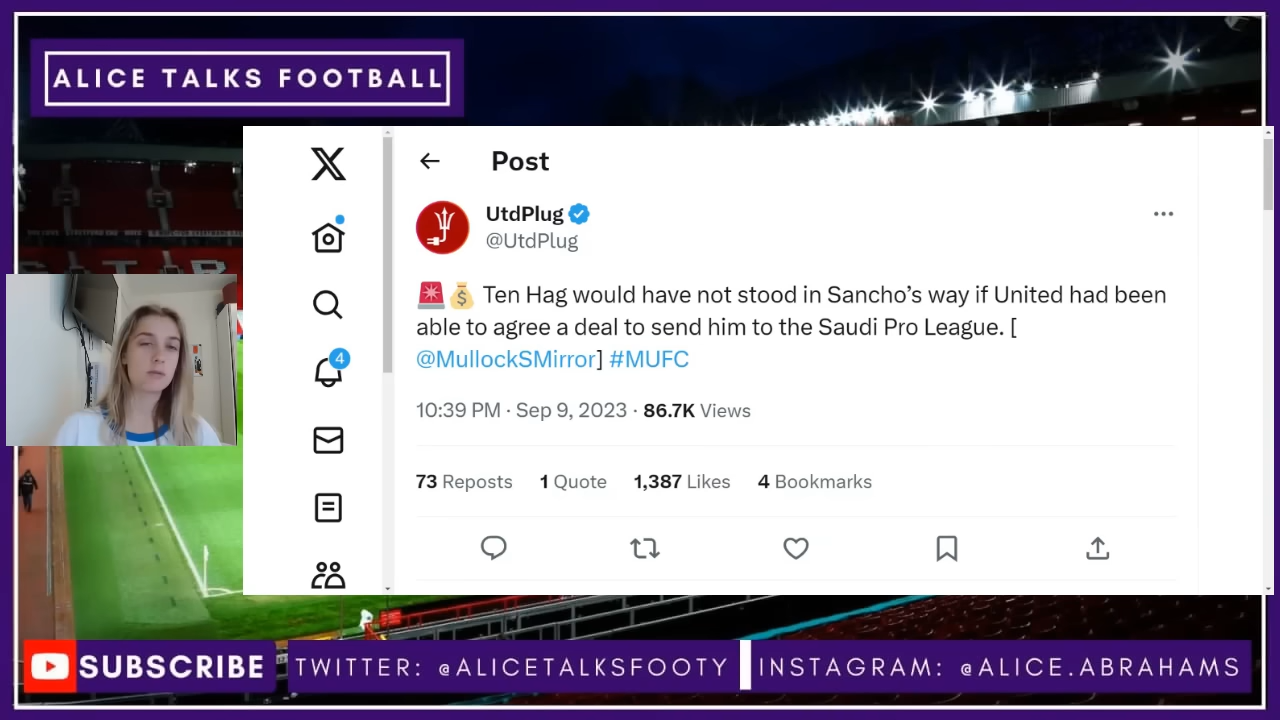 ALICE TALKS FOOTBALL
Post
UtdPlug
@UtdPlug
🚨💰 Ten Hag would have not stood in Sancho’s way if United had been
able to agree a deal to send him to the Saudi Pro League. [
@MullockSMirror] #MUFC
4
10:39 PM · Sep 9, 2023 · 86.7K Views
73 Reposts 1 Quote 1,387 Likes 4 Bookmarks
SUBSCRIBE
TWITTER: @ALICETALKSFOOTY
INSTAGRAM: @ALICE.ABRAHAMS